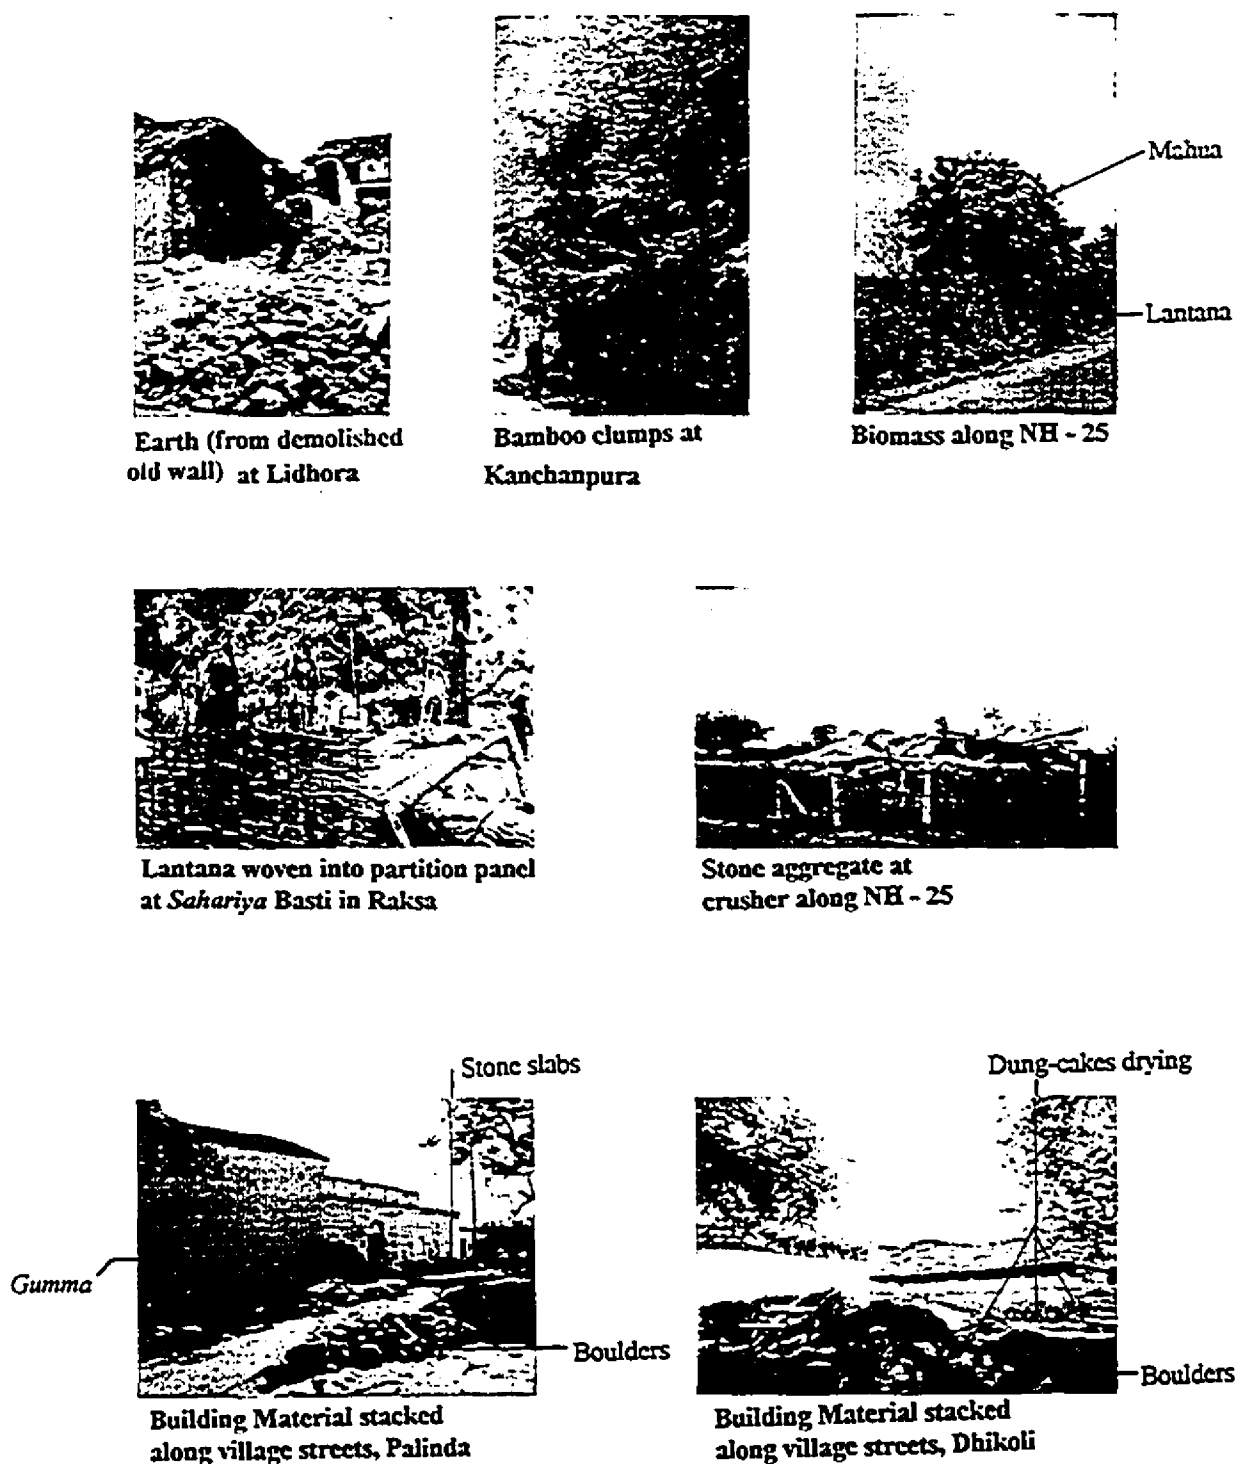 Mahua
Lantana
Earth (from demolished
old wall) at Lidhora
Bamboo clumps at
Kanchanpura
Biomass along NH - 25
Lantana woven into partition panel
at Sahariya Basti in Raksa
Stone aggregate at
crusher along NH - 25
Stone slabs
Gumma
Boulders
Building Material stacked
along village streets, Palinda
Dung-cakes drying
Boulders
Building Material stacked
along village streets, Dhikoli